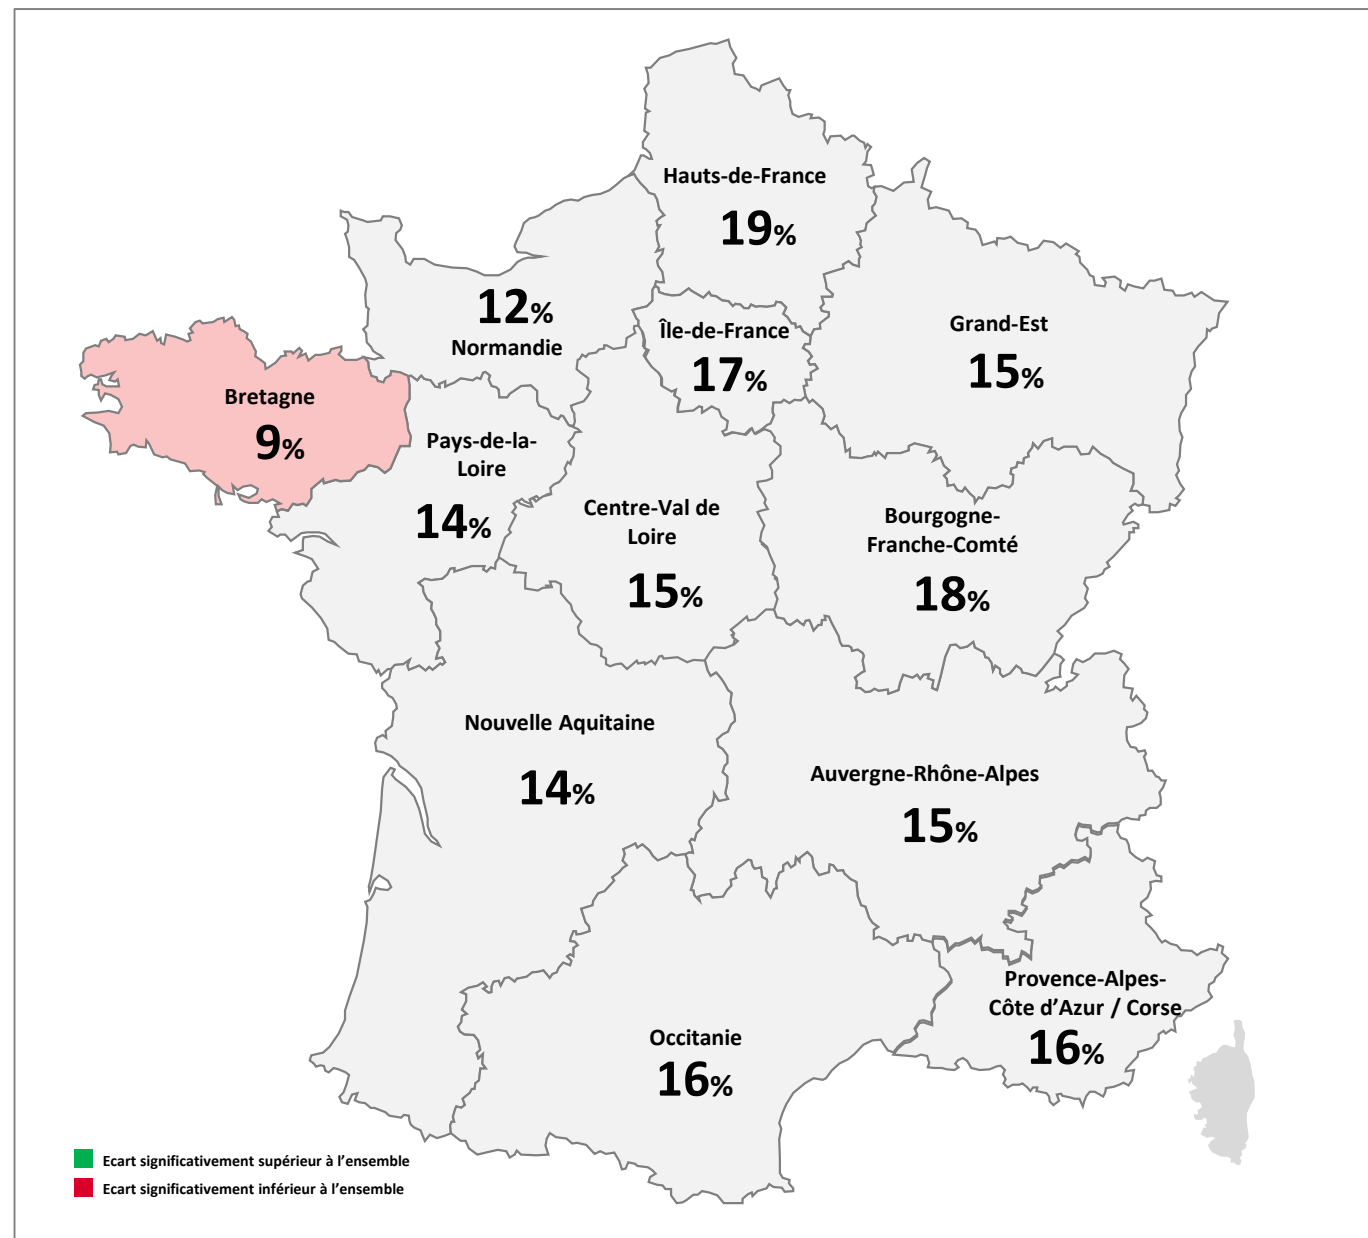 Hauts-de-France
19%
12%
Normandie
Île-de-France
17%
Grand-Est
15%
Bretagne
9%
Pays-de-la-
Loire
14%
Centre-Val de
Loire
15%
Bourgogne-
Franche-Comté
18%
Nouvelle Aquitaine
14%
Auvergne-Rhône-Alpes
15%
Provence-Alpes-
Côte d’Azur / Corse
16%
Occitanie
16%
Ecart significativement supérieur à l’ensemble
Ecart significativement inférieur à l’ensemble